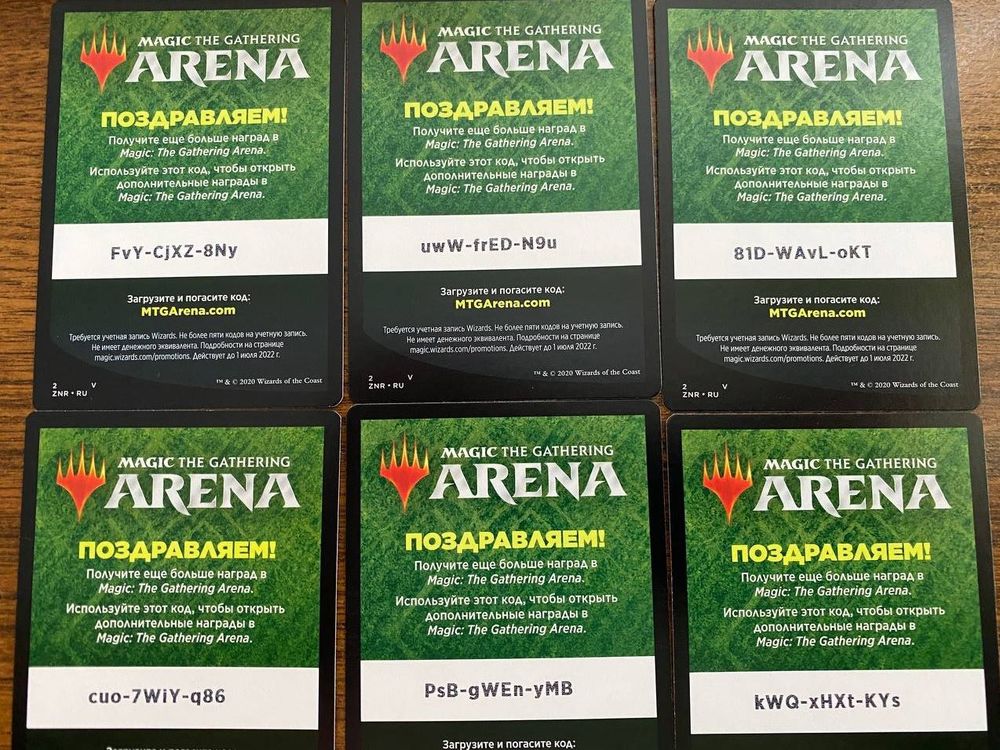 MAGIC THE GATHERING
ARENA
ПОЗДРАВЛЯЕМ!
Получите еще больше наград в
Magic: The Gathering Arena.
Используйте этот код, чтобы открыть
дополнительные награды в
Magic: The Gathering Arena.
FvY-CjXZ-8Ny
Загрузите и погасите код:
MTGArena.com
Требуется учетная запись Wizards. Не более пяти кодов на учетную запись.
Не имеет денежного эквивалента. Подробности на странице
magic.wizards.com/promotions. Действует до 1 июля 2022 г.
2 V
ZNR • RU
™ & © 2020 Wizards of the Coast
MAGIC THE GATHERING
ARENA
ПОЗДРАВЛЯЕМ!
Получите еще больше наград в
Magic: The Gathering Arena.
Используйте этот код, чтобы открыть
дополнительные награды в
Magic: The Gathering Arena.
uwW-frED-N9u
Загрузите и погасите код:
MTGArena.com
Требуется учетная запись Wizards. Не более пяти кодов на учетную запись.
Не имеет денежного эквивалента. Подробности на странице
magic.wizards.com/promotions. Действует до 1 июля 2022 г.
2 V
ZNR • RU
™ & © 2020 Wizards of the Coast
MAGIC THE GATHERING
ARENA
ПОЗДРАВЛЯЕМ!
Получите еще больше наград в
Magic: The Gathering Arena.
Используйте этот код, чтобы открыть
дополнительные награды в
Magic: The Gathering Arena.
81D-WAvL-oKT
Загрузите и погасите код:
MTGArena.com
Требуется учетная запись Wizards. Не более пяти кодов на учетную запись.
Не имеет денежного эквивалента. Подробности на странице
magic.wizards.com/promotions. Действует до 1 июля 2022 г.
2 V
ZNR • RU
™ & © 2020 Wizards of the Coast
MAGIC THE GATHERING
ARENA
ПОЗДРАВЛЯЕМ!
Получите еще больше наград в
Magic: The Gathering Arena.
Используйте этот код, чтобы открыть
дополнительные награды в
Magic: The Gathering Arena.
cuo-7WiY-q86
Загрузите и погасите код:
MAGIC THE GATHERING
ARENA
ПОЗДРАВЛЯЕМ!
Получите еще больше наград в
Magic: The Gathering Arena.
Используйте этот код, чтобы открыть
дополнительные награды в
Magic: The Gathering Arena.
PsB-gWEn-yMB
Загрузите и погасите код:
MAGIC THE GATHERING
ARENA
ПОЗДРАВЛЯЕМ!
Получите еще больше наград в
Magic: The Gathering Arena.
Используйте этот код, чтобы открыть
дополнительные награды в
Magic: The Gathering Arena.
kWQ-xHXt-KYs